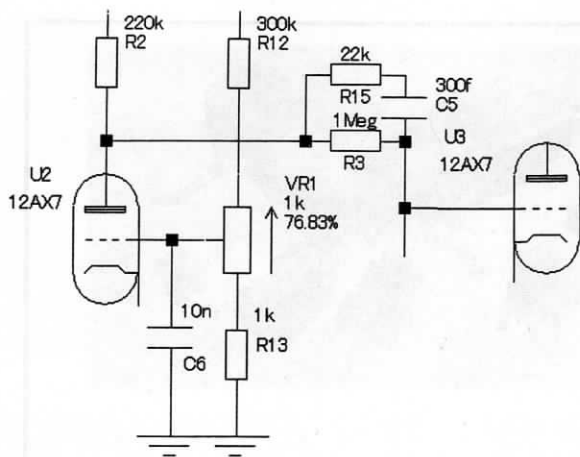 220k
R2
300k
R12
22k
R15
300f
C5
1Meg
R3
U3
12AX7
U2
12AX7
VR1
1k
76.83%
10n
C6
1k
R13